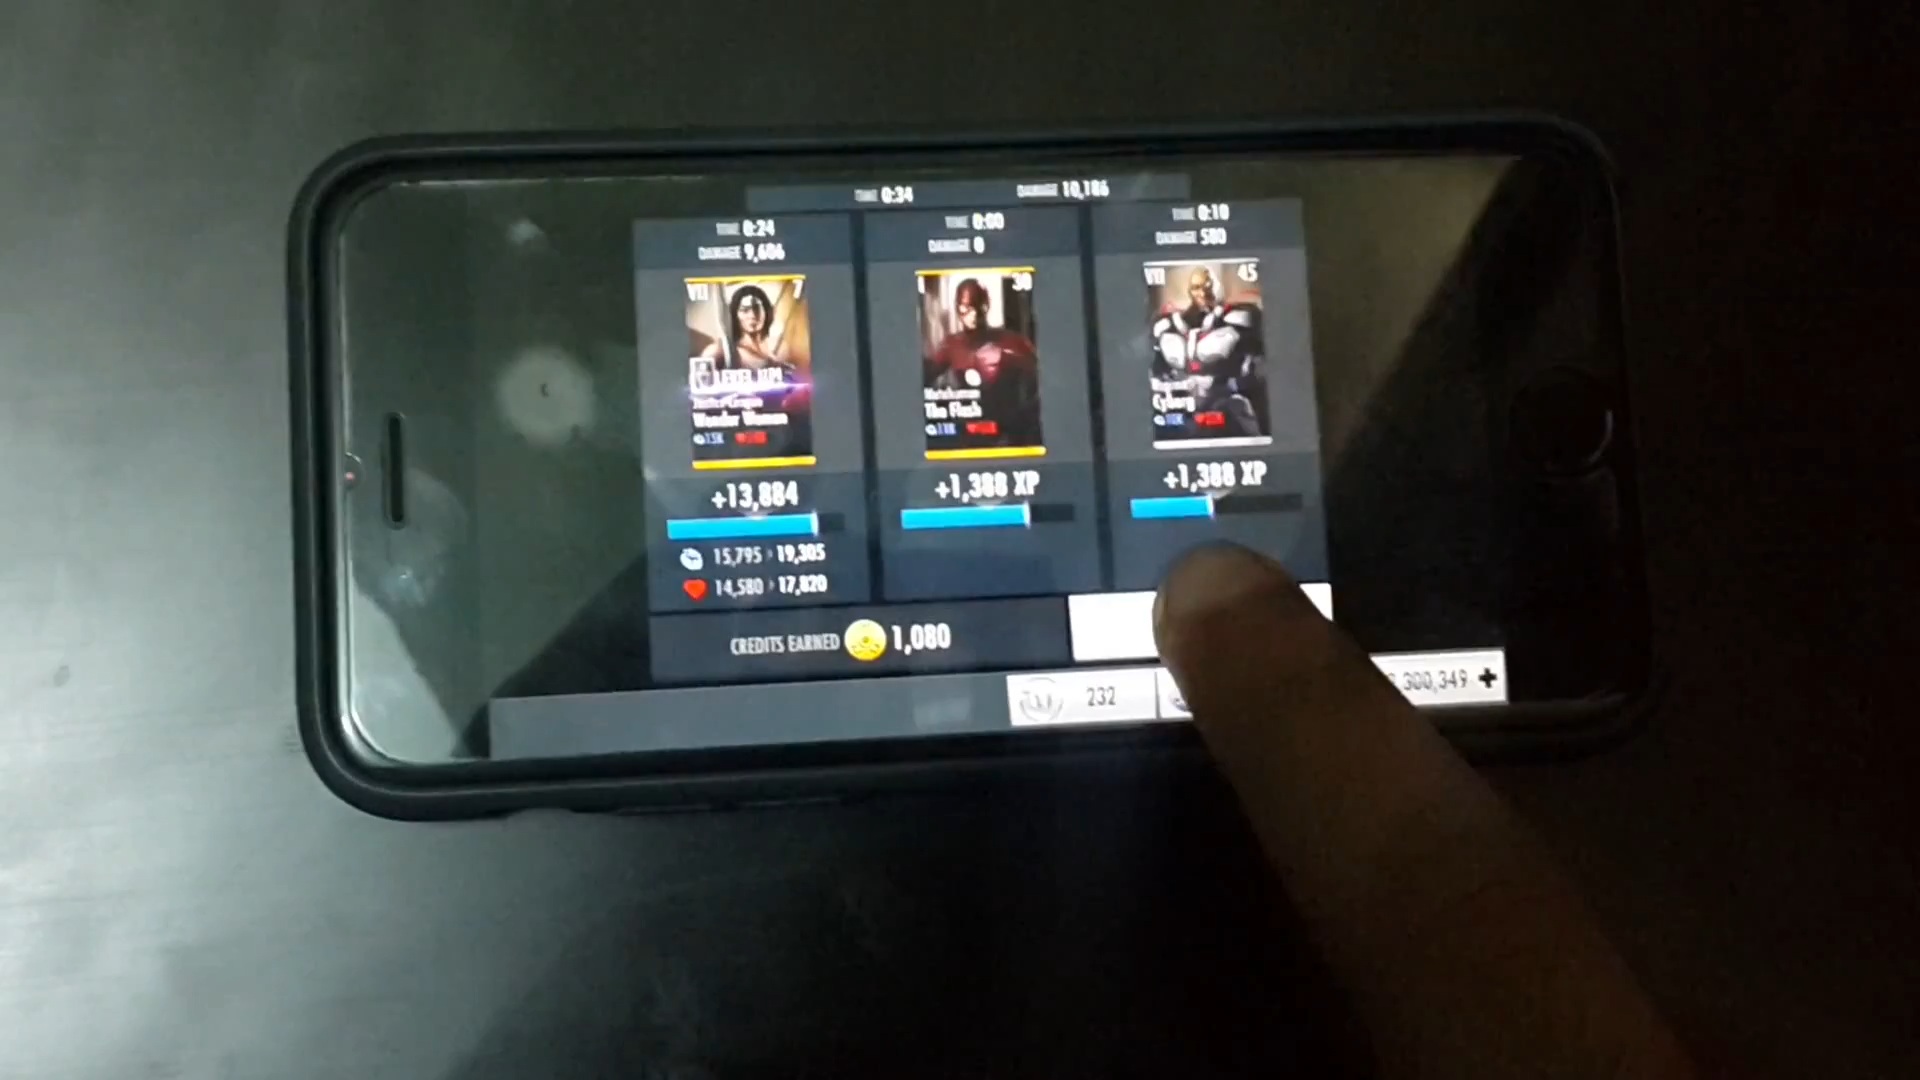 TIME 0:34 DAMAGE 10,186
TIME 0:24
DAMAGE 9,606
VII 7
LEVEL UP!
Justice League
Wonder Woman
+13,884
15,795 › 19,305
14,580 › 17,820
TIME 0:00
DAMAGE 0
I 30
Metahuman
The Flash
+1,388 XP
TIME 0:10
DAMAGE 580
VII 45
Cyborg
+1,388 XP
CREDITS EARNED 1,080
232
300,349 +